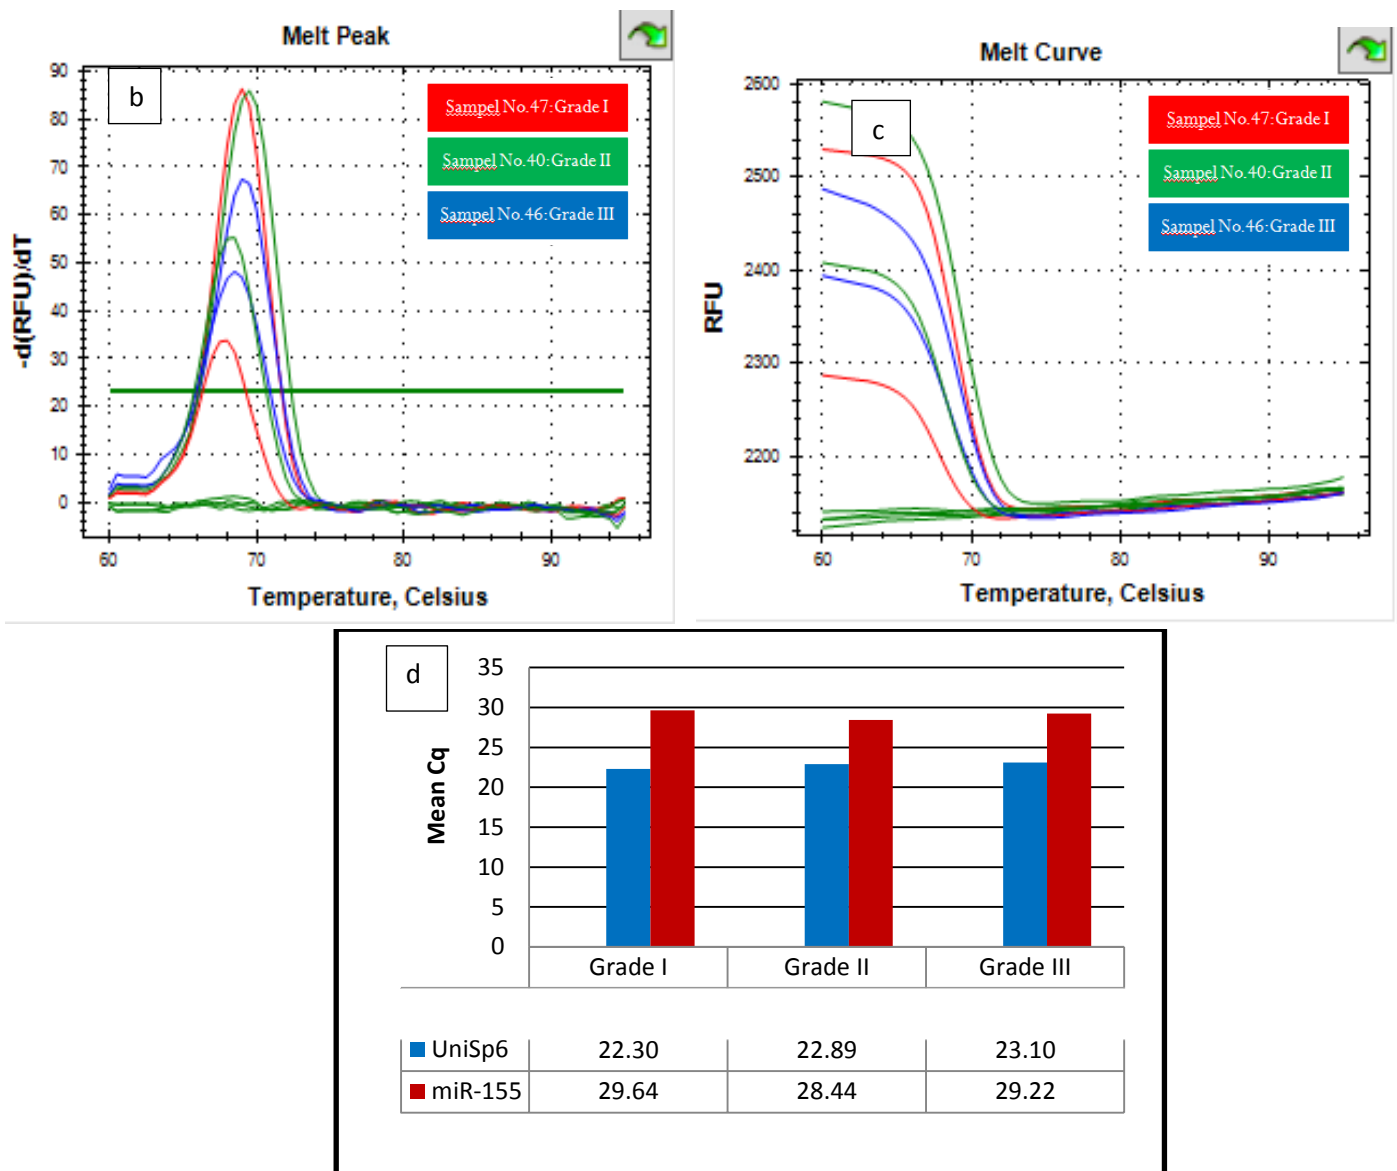 Melt Peak
b
90
80
70
60
50
40
30
20
10
0
-d(RFU)/dT
60 70 80 90
Temperature, Celsius
Sampel No.47:Grade I
Sampel No.40:Grade II
Sampel No.46:Grade III
Melt Curve
c
2600
2500
2400
2300
2200
RFU
60 70 80 90
Temperature, Celsius
Sampel No.47:Grade I
Sampel No.40:Grade II
Sampel No.46:Grade III
d
35
30
25
20
15
10
5
0
Mean Cq
Grade I Grade II Grade III
UniSp6 22.30 22.89 23.10
miR-155 29.64 28.44 29.22